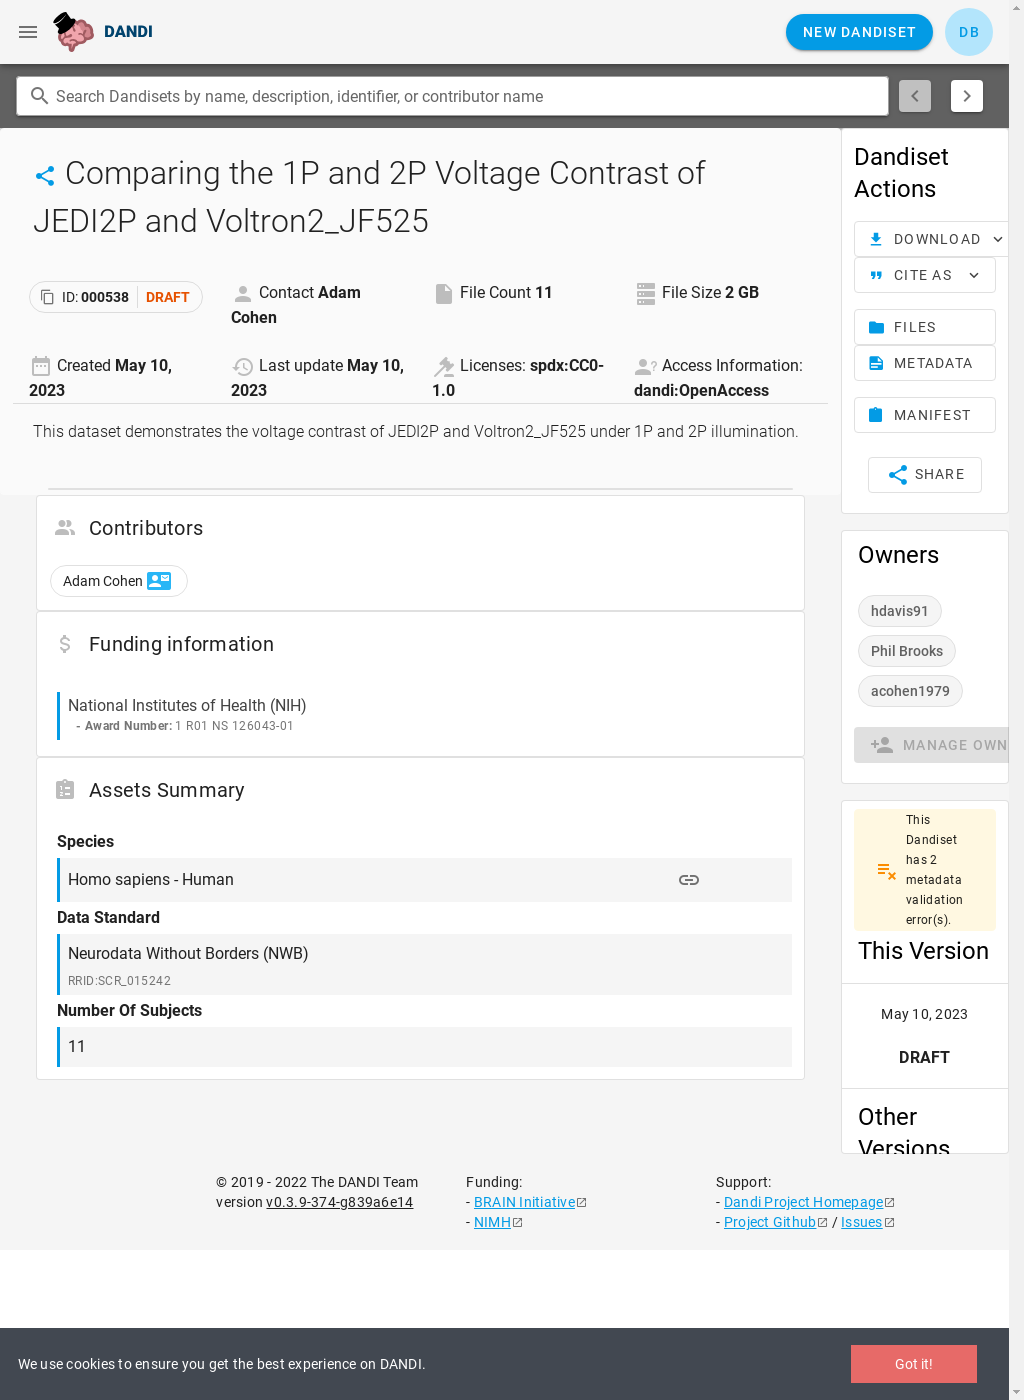 DANDI
NEW DANDISET
DB
Search Dandisets by name, description, identifier, or contributor name
Comparing the 1P and 2P Voltage Contrast of
JEDI2P and Voltron2_JF525
ID: 000538 DRAFT
Contact Adam
Cohen
File Count 11
File Size 2 GB
Created May 10,
2023
Last update May 10,
2023
Licenses: spdx:CC0-
1.0
Access Information:
dandi:OpenAccess
This dataset demonstrates the voltage contrast of JEDI2P and Voltron2_JF525 under 1P and 2P illumination.
Contributors
Adam Cohen
Funding information
National Institutes of Health (NIH)
- Award Number: 1 R01 NS 126043-01
Assets Summary
Species
Homo sapiens - Human
Data Standard
Neurodata Without Borders (NWB)
RRID:SCR_015242
Number Of Subjects
11
Dandiset
Actions
DOWNLOAD
CITE AS
FILES
METADATA
MANIFEST
SHARE
Owners
hdavis91
Phil Brooks
acohen1979
MANAGE OWN
This
Dandiset
has 2
metadata
validation
error(s).
This Version
May 10, 2023
DRAFT
Other
Versions
© 2019 - 2022 The DANDI Team
version v0.3.9-374-g839a6e14
Funding:
- BRAIN Initiative
- NIMH
Support:
- Dandi Project Homepage
- Project Github / Issues
We use cookies to ensure you get the best experience on DANDI.
Got it!